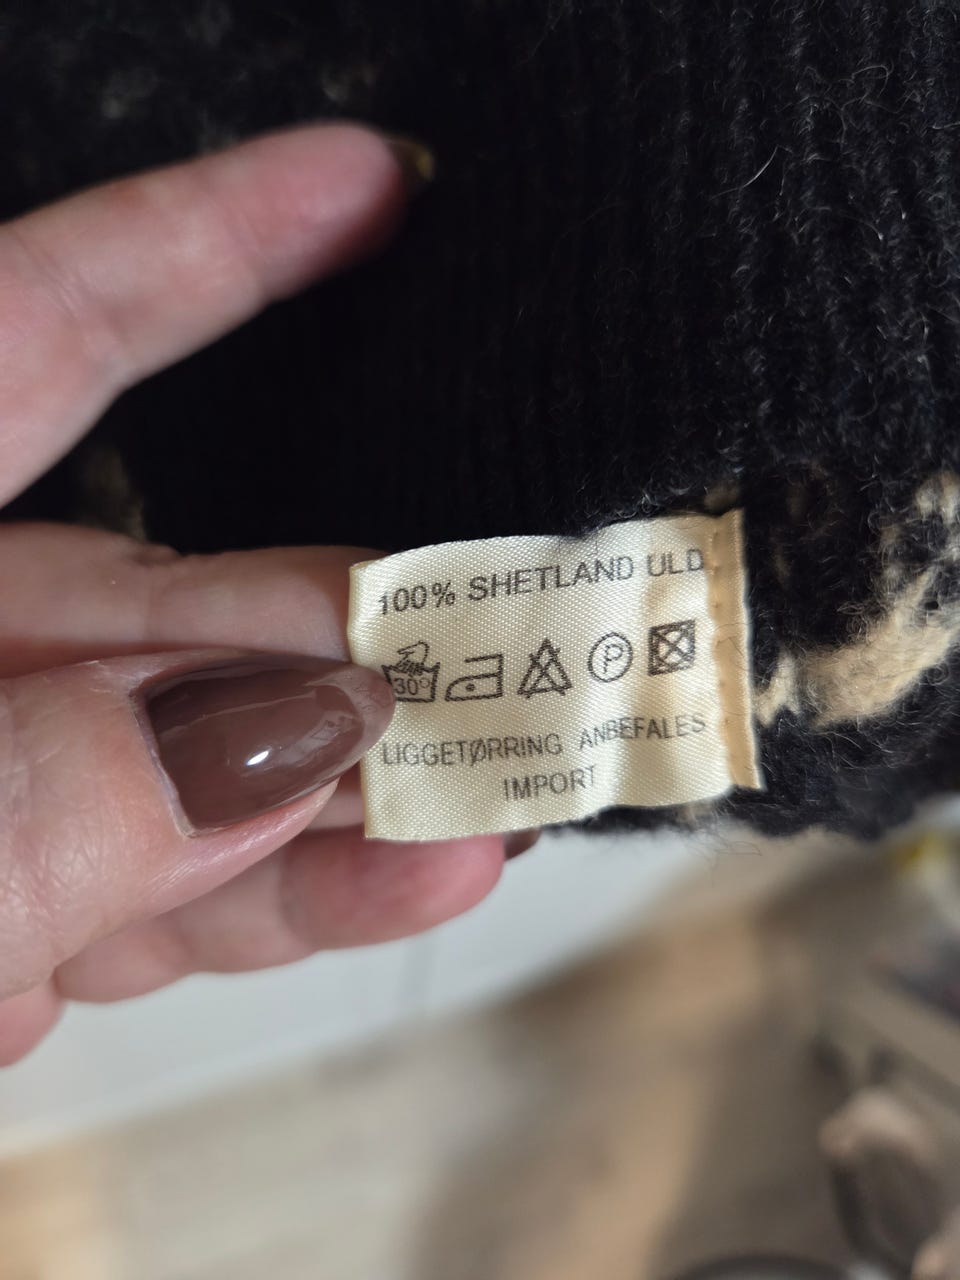 100% SHETLAND ULD
30° P
LIGGETØRRING ANBEFALES
IMPORT